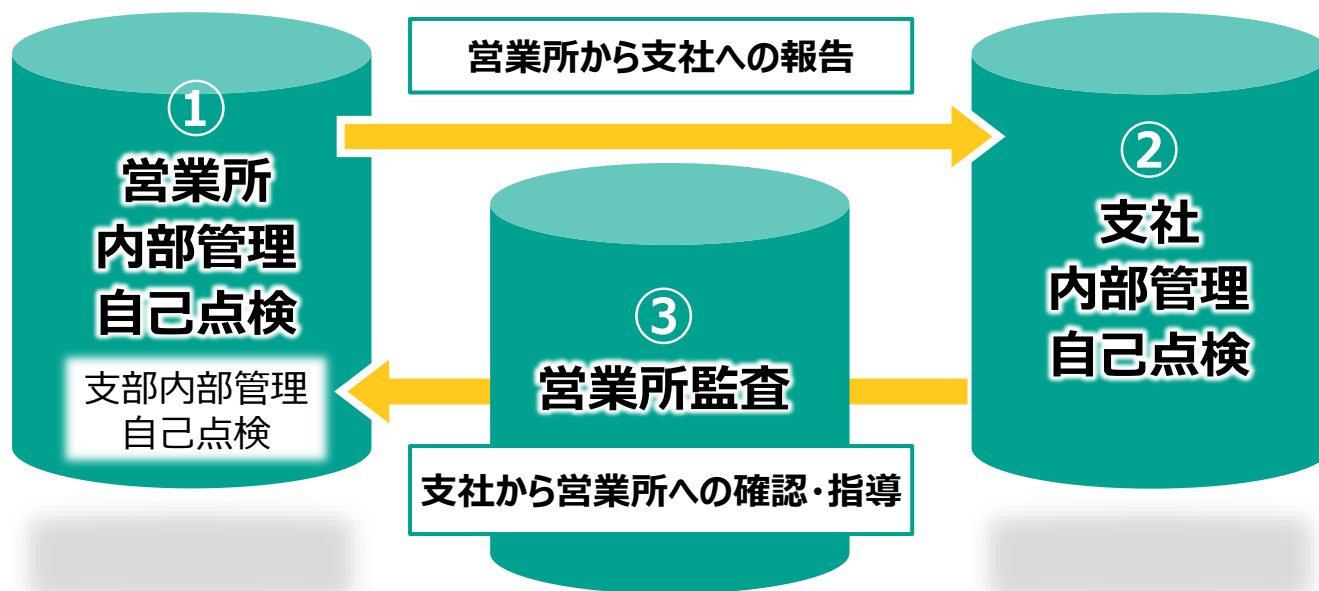 営業所から支社への報告
①
営業所
内部管理
自己点検
支部内部管理
自己点検
②
支社
内部管理
自己点検
③
営業所監査
支社から営業所への確認・指導